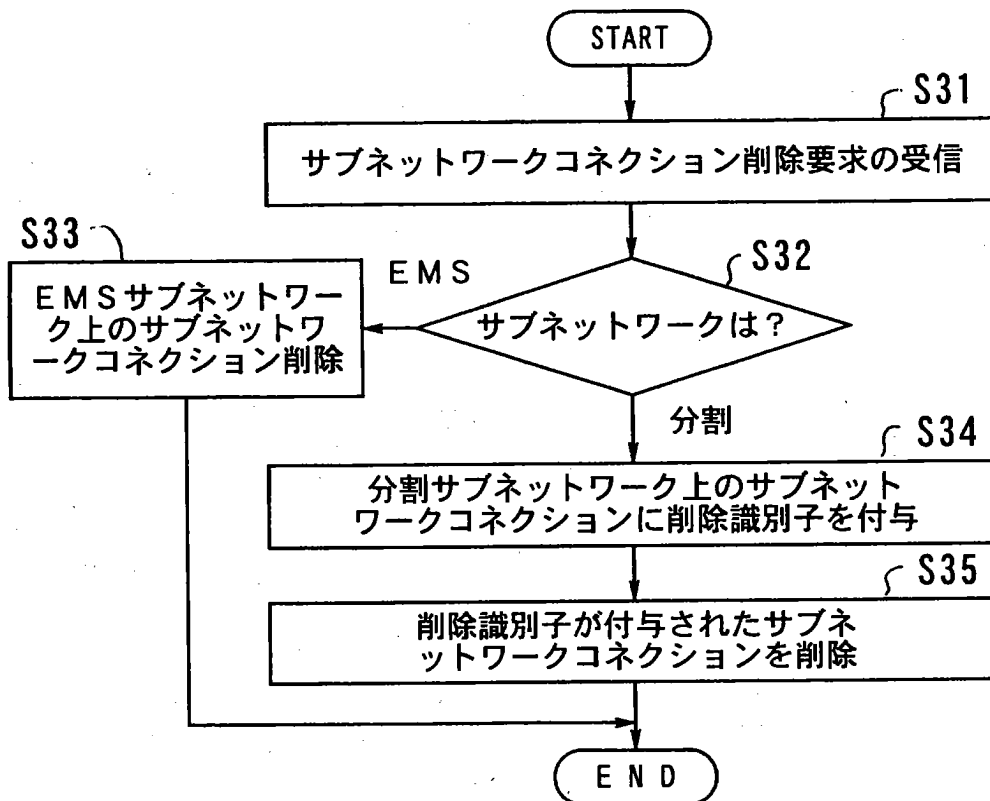 START
S31
サブネットワークコネクション削除要求の受信
S32
サブネットワークは？
EMS
S33
EMSサブネットワー
ク上のサブネットワ
ークコネクション削除
分割
S34
分割サブネットワーク上のサブネット
ワークコネクションに削除識別子を付与
S35
削除識別子が付与されたサブネ
ットワークコネクションを削除
END